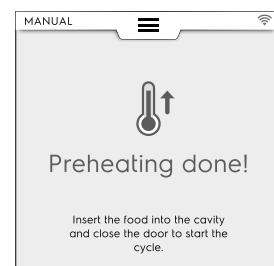 MANUAL
Preheating done!
Insert the food into the cavity
and close the door to start the
cycle.